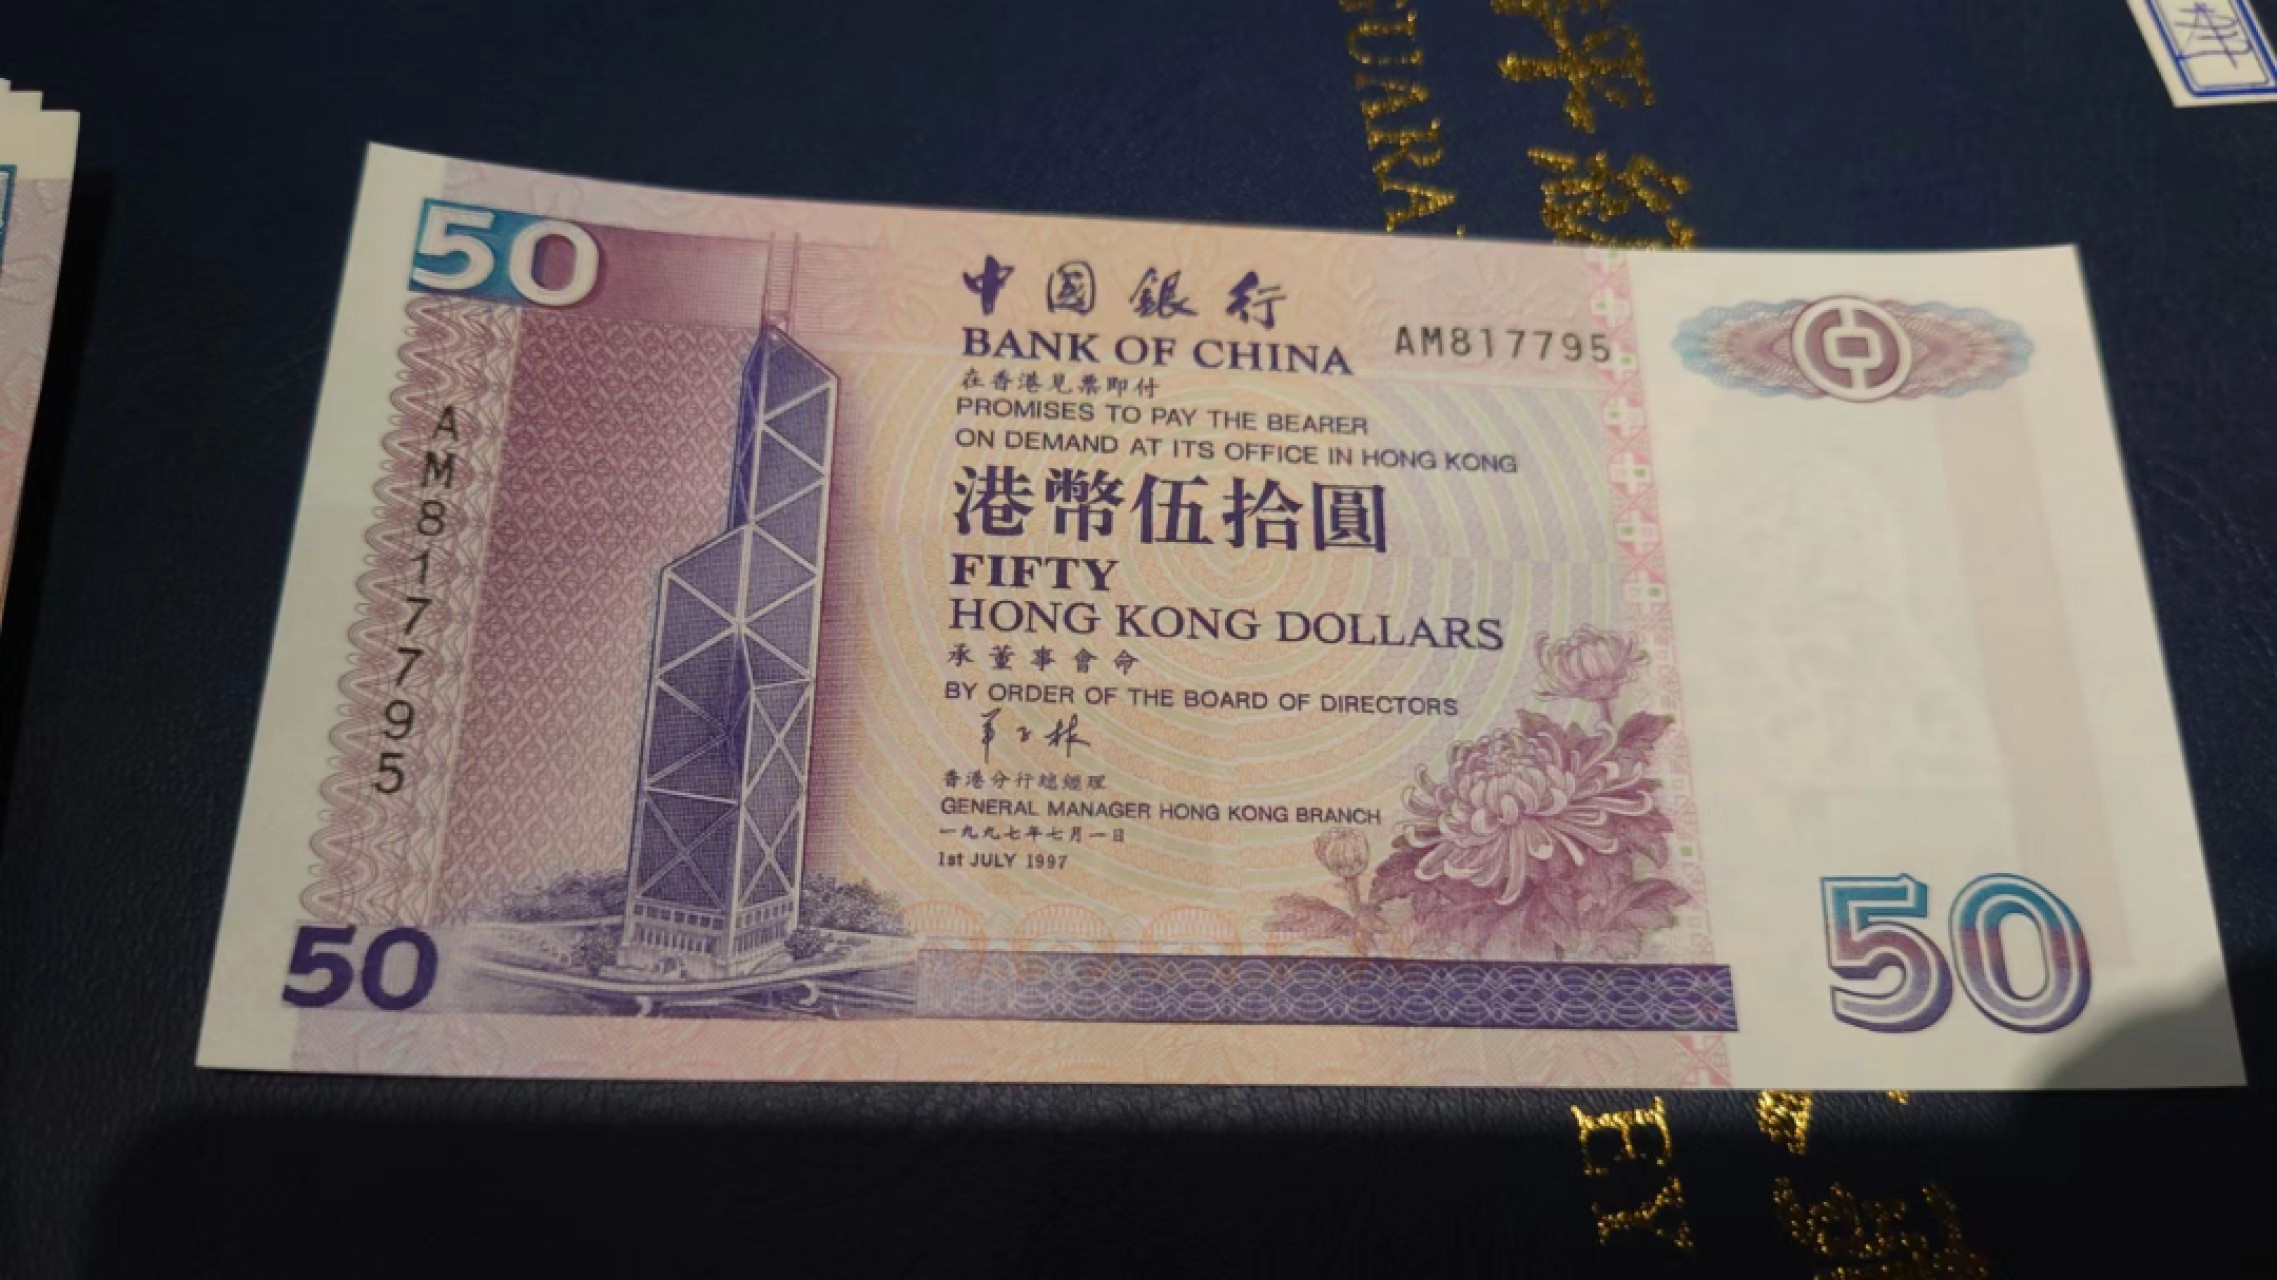 50
中國銀行
BANK OF CHINA
AM817795
在香港見票即付
PROMISES TO PAY THE BEARER
ON DEMAND AT ITS OFFICE IN HONG KONG
港幣伍拾圓
FIFTY
HONG KONG DOLLARS
承董事會命
BY ORDER OF THE BOARD OF DIRECTORS
香港分行總經理
GENERAL MANAGER HONG KONG BRANCH
一九九七年七月一日
1st JULY 1997
AM817795
50
50